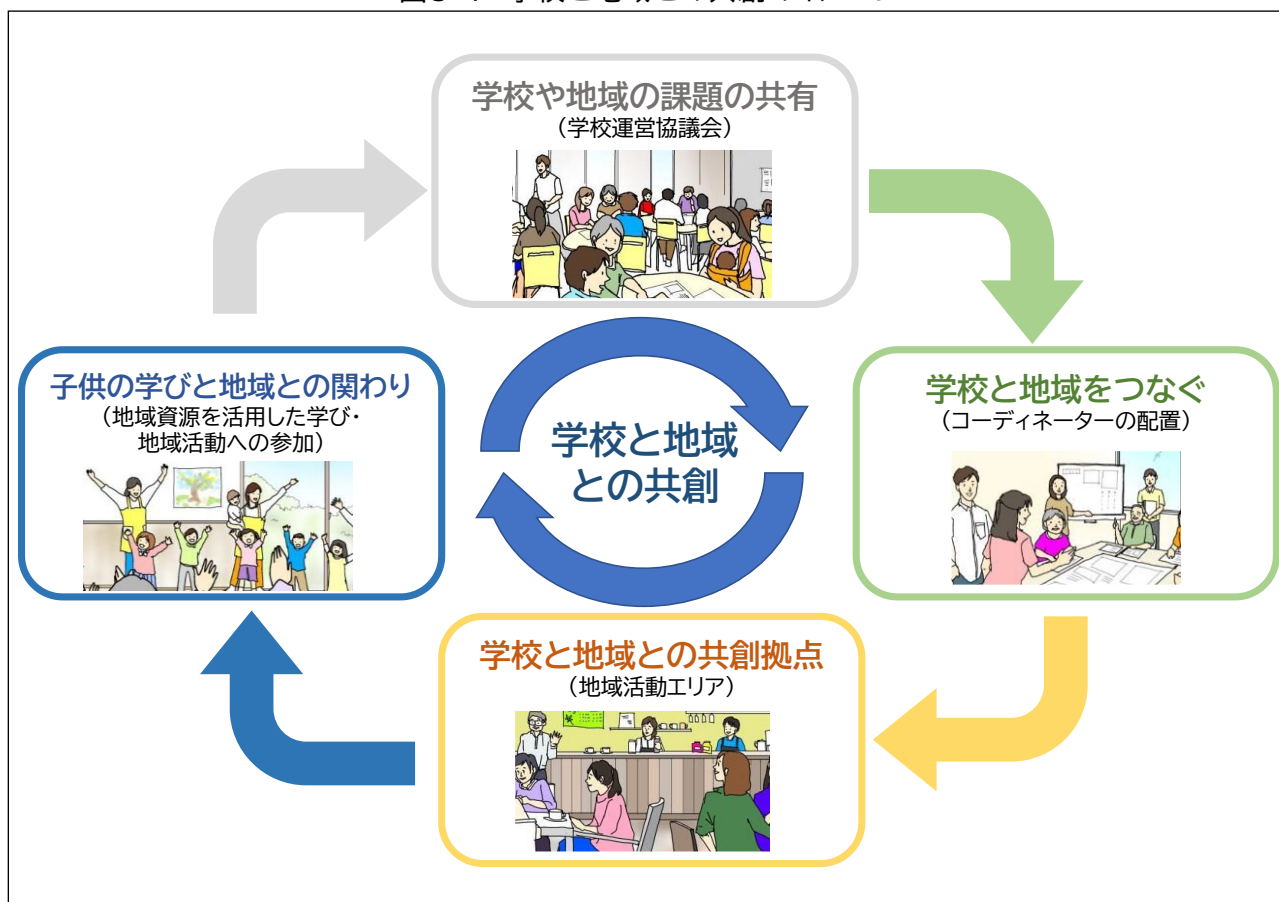 学校や地域の課題の共有
（学校運営協議会）
子供の学びと地域との関わり
（地域資源を活用した学び・
地域活動への参加）
学校と地域
との共創
学校と地域をつなぐ
（コーディネーターの配置）
学校と地域との共創拠点
（地域活動エリア）